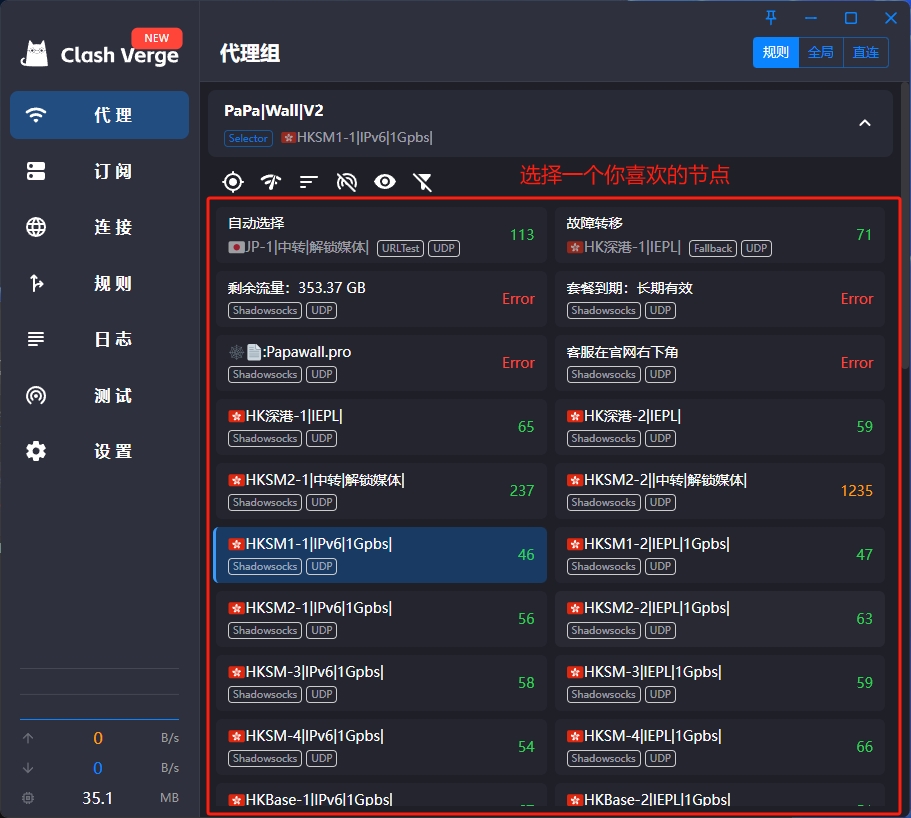 NEW
Clash Verge
代理组
规则 全局 直连
代 理
订 阅
连 接
规 则
日 志
测 试
设 置
0 B/s
0 B/s
35.1 MB
PaPa|Wall|V2
Selector HKSM1-1|IPv6|1Gpbs|
选择一个你喜欢的节点
自动选择
JP-1|中转|解锁媒体| URLTest UDP
113
故障转移
HK深港-1|IEPL| Fallback UDP
71
剩余流量：353.37 GB
Shadowsocks UDP
Error
套餐到期：长期有效
Shadowsocks UDP
Error
:Papawall.pro
Shadowsocks UDP
Error
客服在官网右下角
Shadowsocks UDP
Error
HK深港-1|IEPL|
Shadowsocks UDP
65
HK深港-2|IEPL|
Shadowsocks UDP
59
HKSM2-1|中转|解锁媒体|
Shadowsocks UDP
237
HKSM2-2||中转|解锁媒体|
Shadowsocks UDP
1235
HKSM1-1|IPv6|1Gpbs|
Shadowsocks UDP
46
HKSM1-2|IEPL|1Gpbs|
Shadowsocks UDP
47
HKSM2-1|IPv6|1Gpbs|
Shadowsocks UDP
56
HKSM2-2|IEPL|1Gpbs|
Shadowsocks UDP
63
HKSM-3|IPv6|1Gpbs|
Shadowsocks UDP
58
HKSM-3|IEPL|1Gpbs|
Shadowsocks UDP
59
HKSM-4|IPv6|1Gpbs|
Shadowsocks UDP
54
HKSM-4|IEPL|1Gpbs|
Shadowsocks UDP
66
HKBase-1|IPv6|1Gpbs|
HKBase-2|IEPL|1Gpbs|